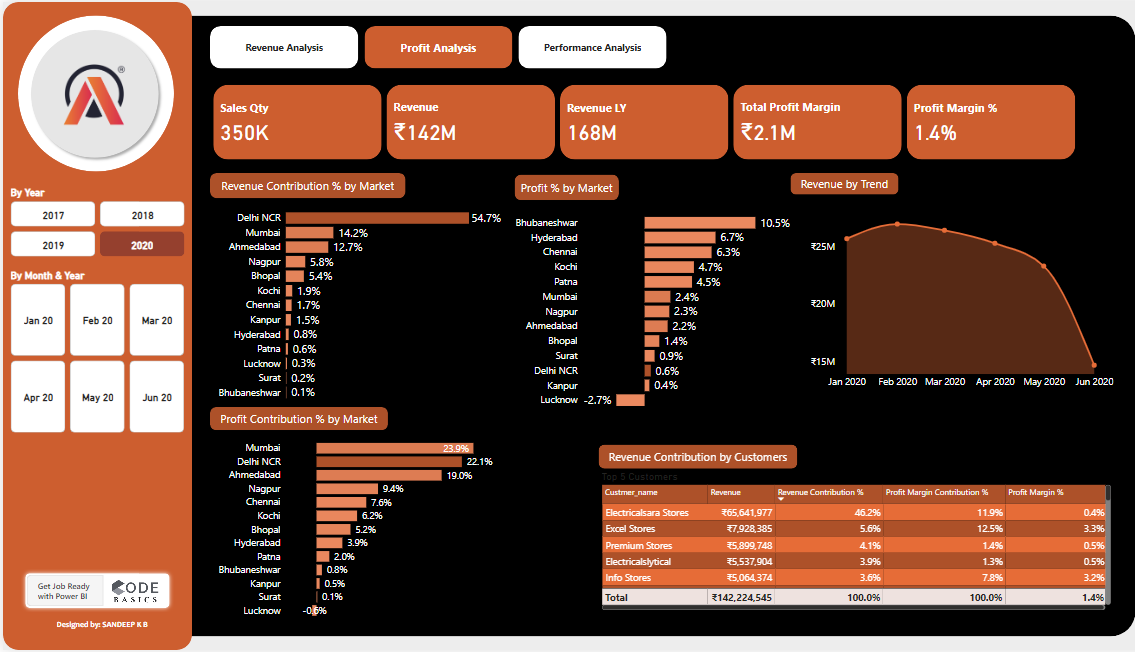 ®
By Year
2017 2018
2019 2020
By Month & Year
Jan 20 Feb 20 Mar 20
Apr 20 May 20 Jun 20
Get Job Ready
with Power BI
CODE
BASICS
Designed by: SANDEEP K B
Revenue Analysis Profit Analysis Performance Analysis
Sales Qty
350K
Revenue
₹142M
Revenue LY
168M
Total Profit Margin
₹2.1M
Profit Margin %
1.4%
Revenue Contribution % by Market
Delhi NCR 54.7%
Mumbai 14.2%
Ahmedabad 12.7%
Nagpur 5.8%
Bhopal 5.4%
Kochi 1.9%
Chennai 1.7%
Kanpur 1.5%
Hyderabad 0.8%
Patna 0.6%
Lucknow 0.3%
Surat 0.2%
Bhubaneshwar 0.1%
Profit % by Market
Bhubaneshwar 10.5%
Hyderabad 6.7%
Chennai 6.3%
Kochi 4.7%
Patna 4.5%
Mumbai 2.4%
Nagpur 2.3%
Ahmedabad 2.2%
Bhopal 1.4%
Surat 0.9%
Delhi NCR 0.6%
Kanpur 0.4%
Lucknow -2.7%
Revenue by Trend
₹25M
₹20M
₹15M
Jan 2020 Feb 2020 Mar 2020 Apr 2020 May 2020 Jun 2020
Profit Contribution % by Market
Mumbai 23.9%
Delhi NCR 22.1%
Ahmedabad 19.0%
Nagpur 9.4%
Chennai 7.6%
Kochi 6.2%
Bhopal 5.2%
Hyderabad 3.9%
Patna 2.0%
Bhubaneshwar 0.8%
Kanpur 0.5%
Surat 0.1%
Lucknow -0.6%
Revenue Contribution by Customers
Top 5 Customers
Custmer_name Revenue Revenue Contribution % Profit Margin Contribution % Profit Margin %
Electricalsara Stores ₹65,641,977 46.2% 11.9% 0.4%
Excel Stores ₹7,928,385 5.6% 12.5% 3.3%
Premium Stores ₹5,899,748 4.1% 1.4% 0.5%
Electricalslytical ₹5,537,904 3.9% 1.3% 0.5%
Info Stores ₹5,064,374 3.6% 7.8% 3.2%
Total ₹142,224,545 100.0% 100.0% 1.4%